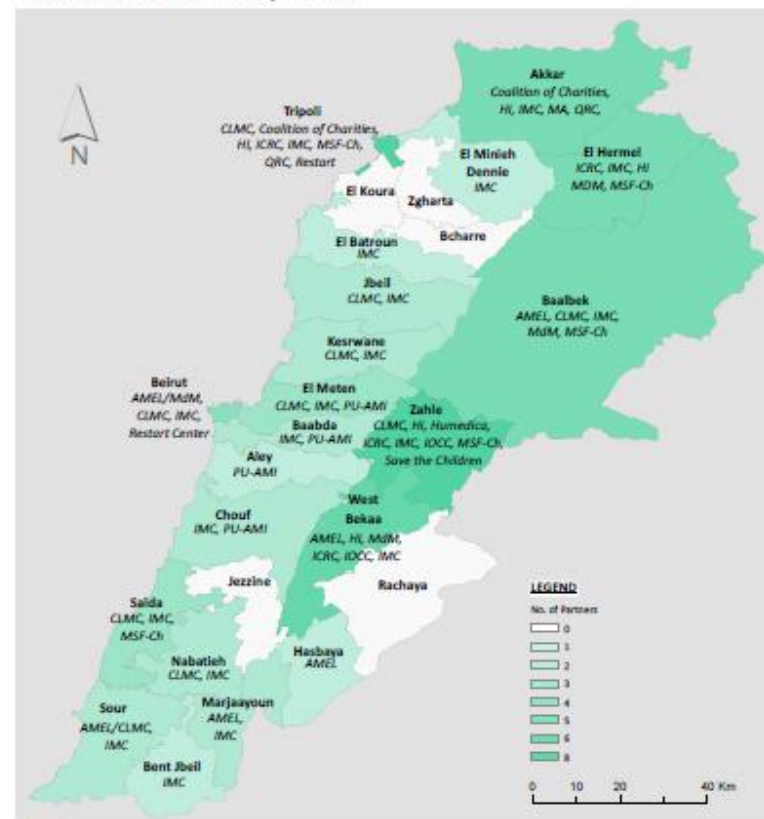 N
Akkar
Coalition of Charities,
HI, IMC, MA, QRC,
Tripoli
CLMC, Coalition of Charities,
HI, ICRC, IMC, MSF-Ch,
QRC, Restart
El Hermel
ICRC, IMC, HI
MDM, MSF-Ch
El Minieh
Dennie
IMC
El Koura
Zgharta
Bcharre
El Batroun
IMC
Jbeil
CLMC, IMC
Baalbek
AMEL, CLMC, IMC,
MdM, MSF-Ch
Kesrwane
CLMC, IMC
Beirut
AMEL/MdM,
CLMC, IMC,
Restart Center
El Meten
CLMC, IMC, PU-AMI
Baabda
IMC, PU-AMI
Zahle
CLMC, HI, Humedica,
ICRC, IMC, IOCC, MSF-Ch,
Save the Children
Aley
PU-AMI
Chouf
IMC, PU-AMI
West
Bekaa
AMEL, HI, MdM,
ICRC, IOCC, IMC
Jezzine
Rachaya
Saida
CLMC, IMC,
MSF-Ch
Nabatieh
CLMC, IMC
Hasbaya
AMEL
Sour
AMEL/CLMC,
IMC
Marjaayoun
AMEL,
IMC
Bent Jbeil
IMC
LEGEND
No. of Partners
0
1
2
3
4
5
6
8
0 10 20 40 Km